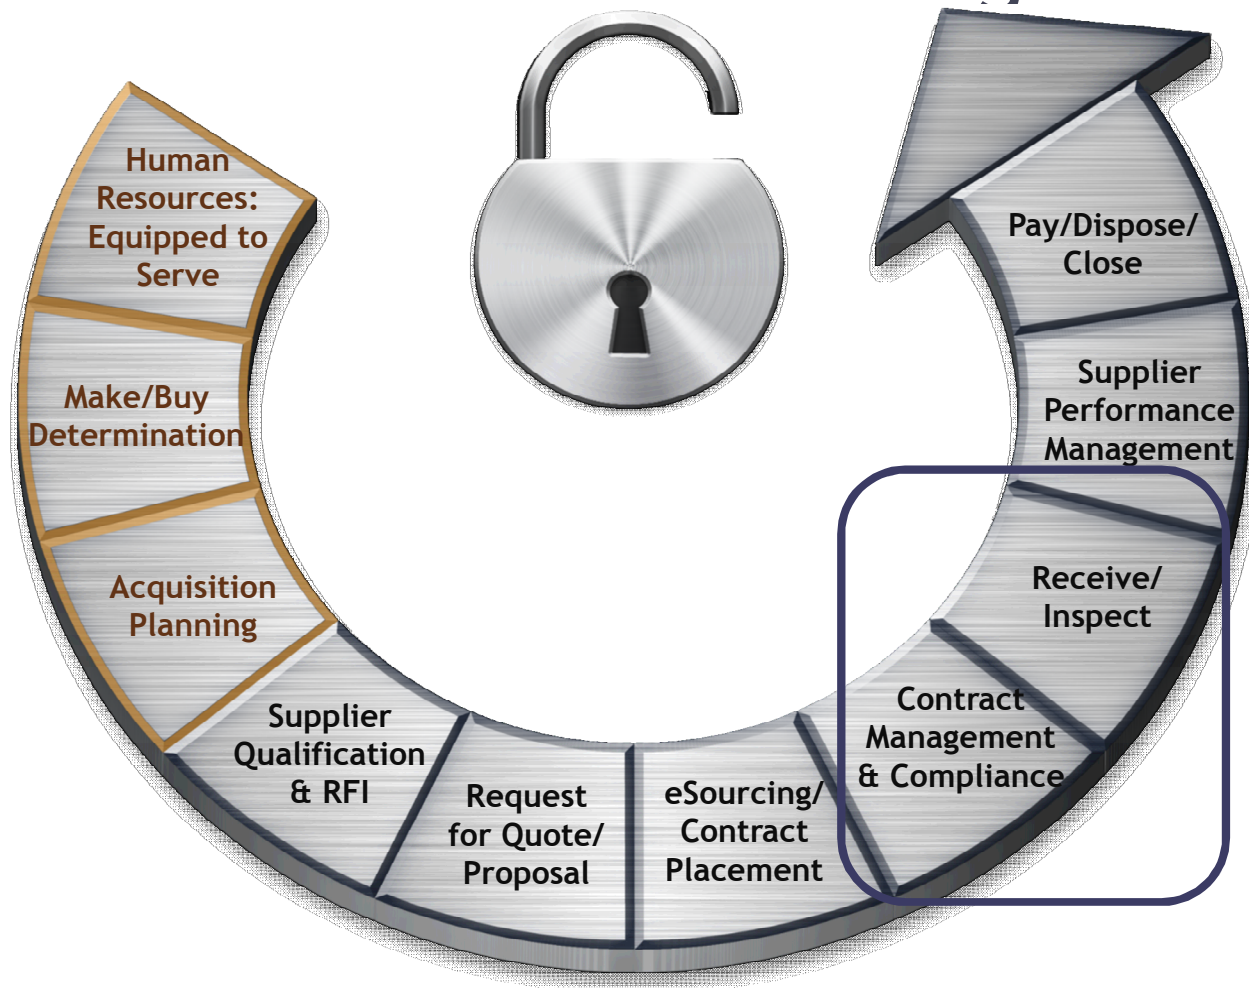 Human
Resources:
Equipped to
Serve
Make/Buy
Determination
Acquisition
Planning
Supplier
Qualification
& RFI
Request
for Quote/
Proposal
eSourcing/
Contract
Placement
Contract
Management
& Compliance
Receive/
Inspect
Supplier
Performance
Management
Pay/Dispose/
Close